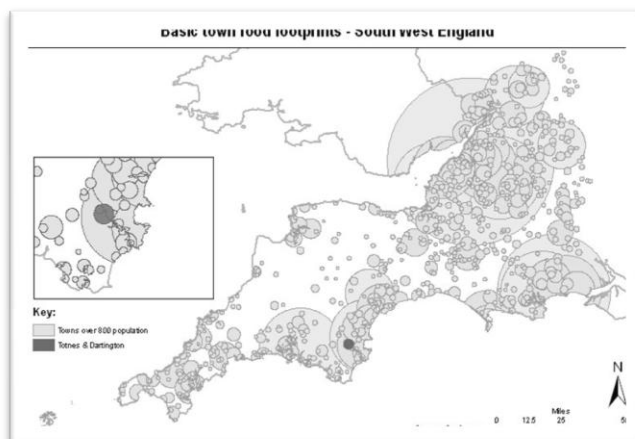 Basic town food footprints - South West England
Key:
Towns over 800 population
Totnes & Dartington
N
Miles
0 12.5 25 5